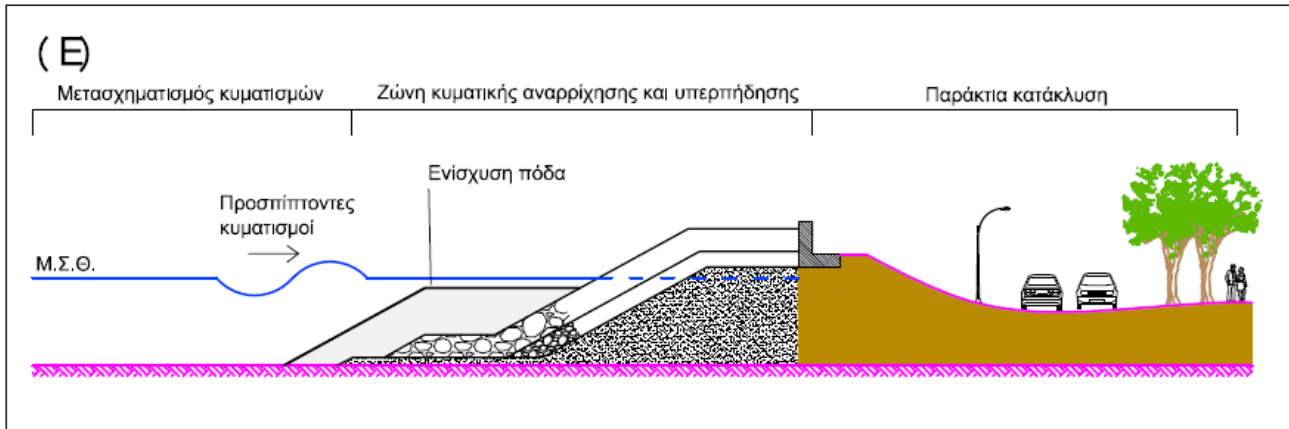 (Ε)
Μετασχηματισμός κυματισμών
Ζώνη κυματικής αναρρίχησης και υπερπήδησης
Παράκτια κατάκλυση
Ενίσχυση πόδα
Προσπίπτοντες
κυματισμοί
Μ.Σ.Θ.